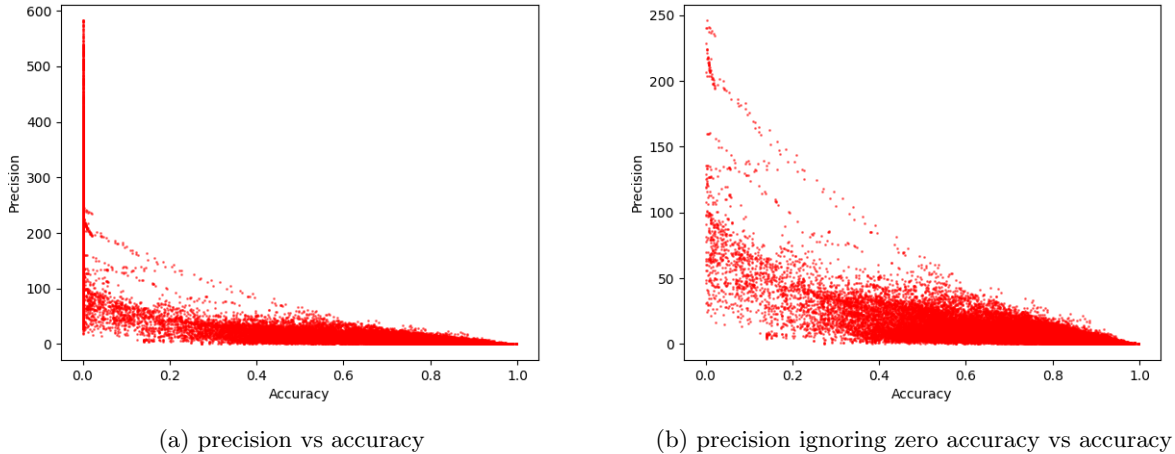 600
500
400
300
200
100
0
Precision
0.0 0.2 0.4 0.6 0.8 1.0
Accuracy
(a) precision vs accuracy
250
200
150
100
50
0
Precision
0.0 0.2 0.4 0.6 0.8 1.0
Accuracy
(b) precision ignoring zero accuracy vs accuracy